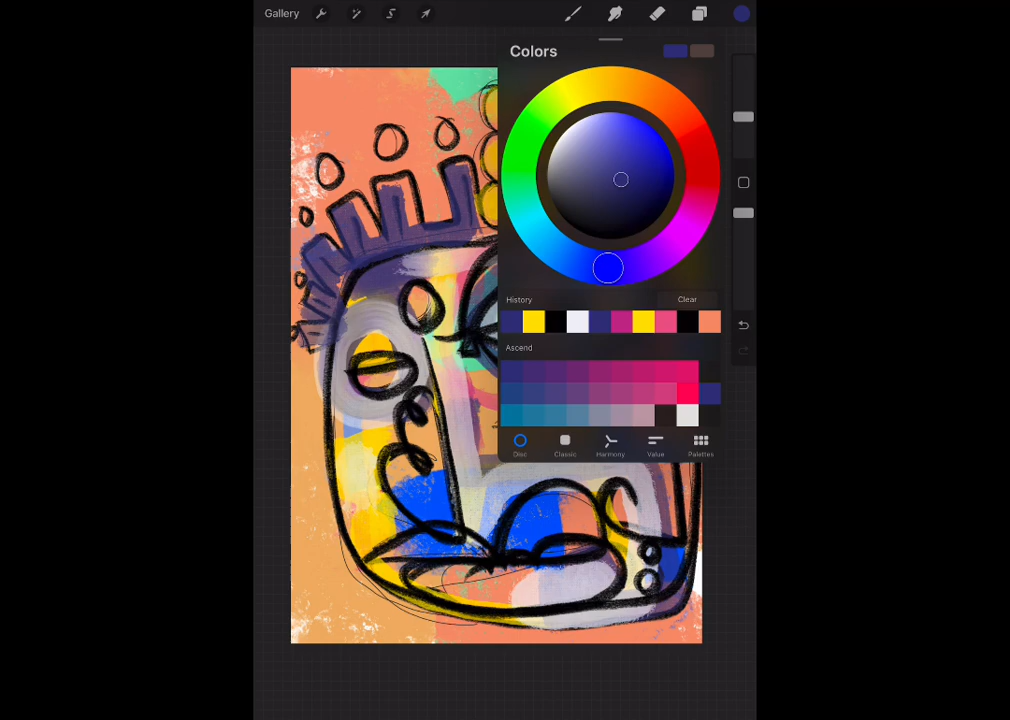 Gallery
Colors
History
Clear
Ascend
Disc
Classic
Harmony
Value
Palettes